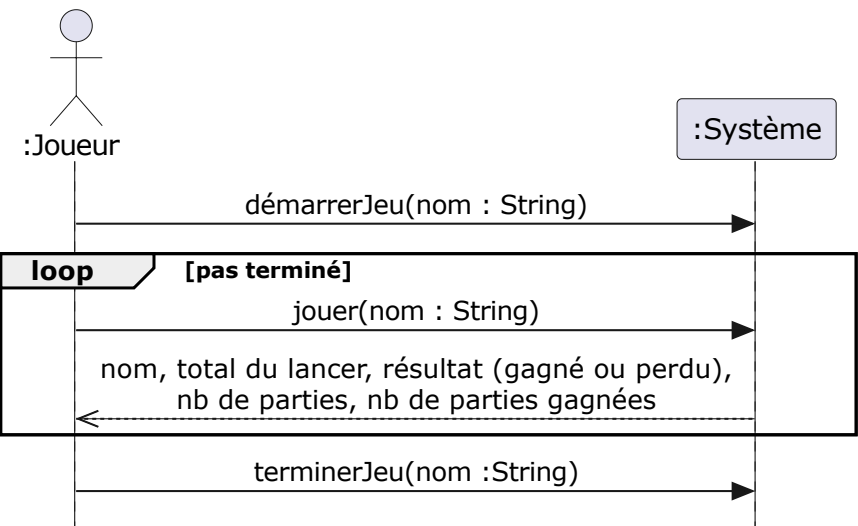 :Joueur
:Système
démarrerJeu(nom : String)
loop
[pas terminé]
jouer(nom : String)
nom, total du lancer, résultat (gagné ou perdu),
nb de parties, nb de parties gagnées
terminerJeu(nom :String)